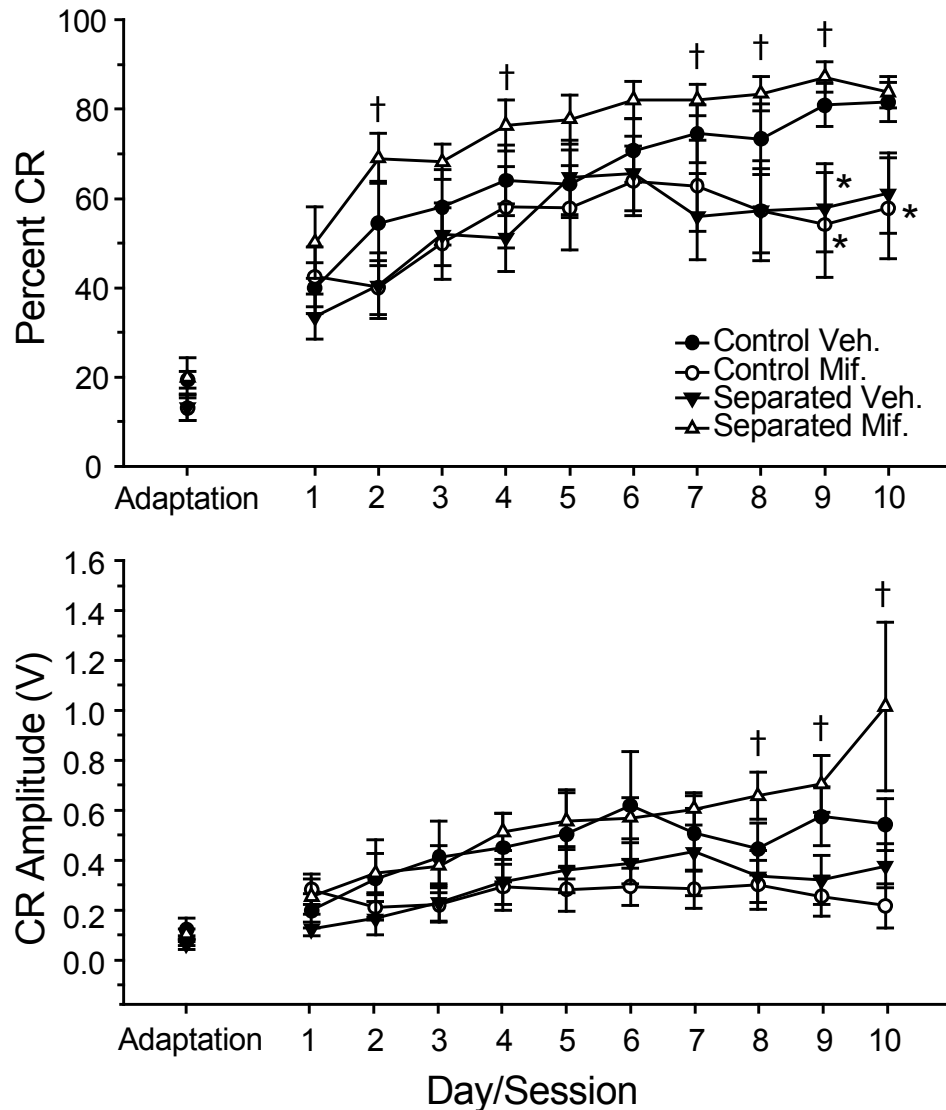 100
80
60
40
20
0
Percent CR
† † † † †
* * *
Control Veh.
Control Mif.
Separated Veh.
Separated Mif.
Adaptation 1 2 3 4 5 6 7 8 9 10
1.6
1.4
1.2
1.0
0.8
0.6
0.4
0.2
0.0
CR Amplitude (V)
† † †
Adaptation 1 2 3 4 5 6 7 8 9 10
Day/Session